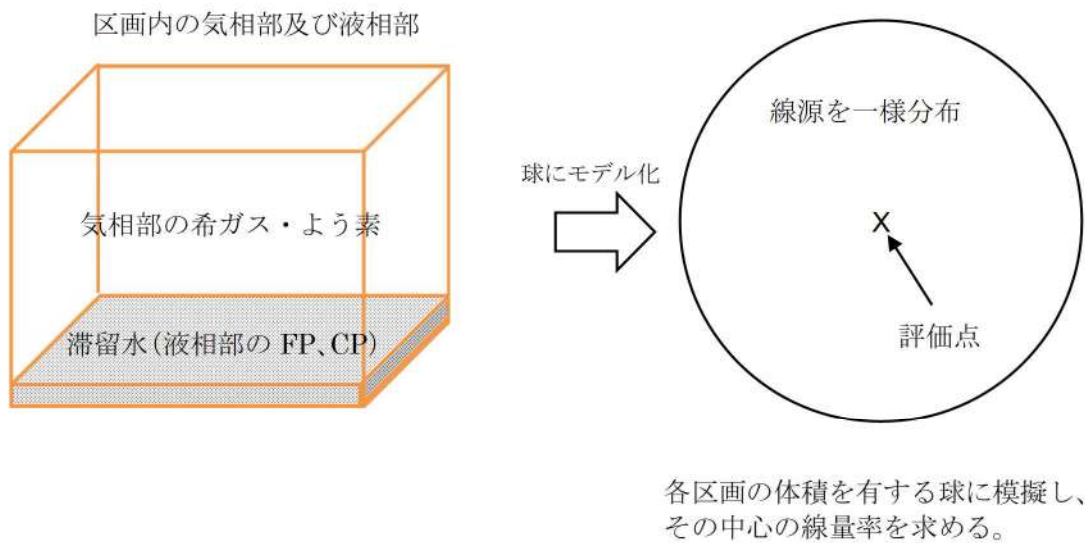 区画内の気相部及び液相部
気相部の希ガス・よう素
滞留水(液相部の FP、CP)
球にモデル化
線源を一様分布
X
評価点
各区画の体積を有する球に模擬し、
その中心の線量率を求める。